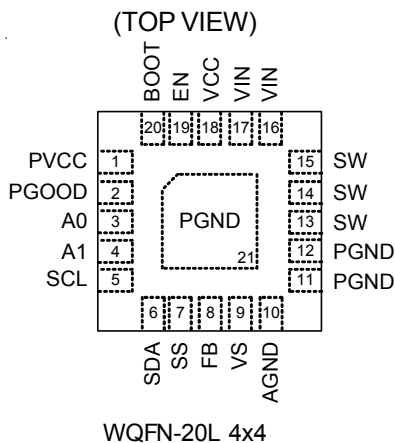 (TOP VIEW)
BOOT EN VCC VIN VIN
20 19 18 17 16
PVCC 1 15 SW
PGOOD 2 14 SW
A0 3 PGND 13 SW
A1 4 12 PGND
SCL 5 21 11 PGND
6 7 8 9 10
SDA SS FB VS AGND
WQFN-20L 4x4